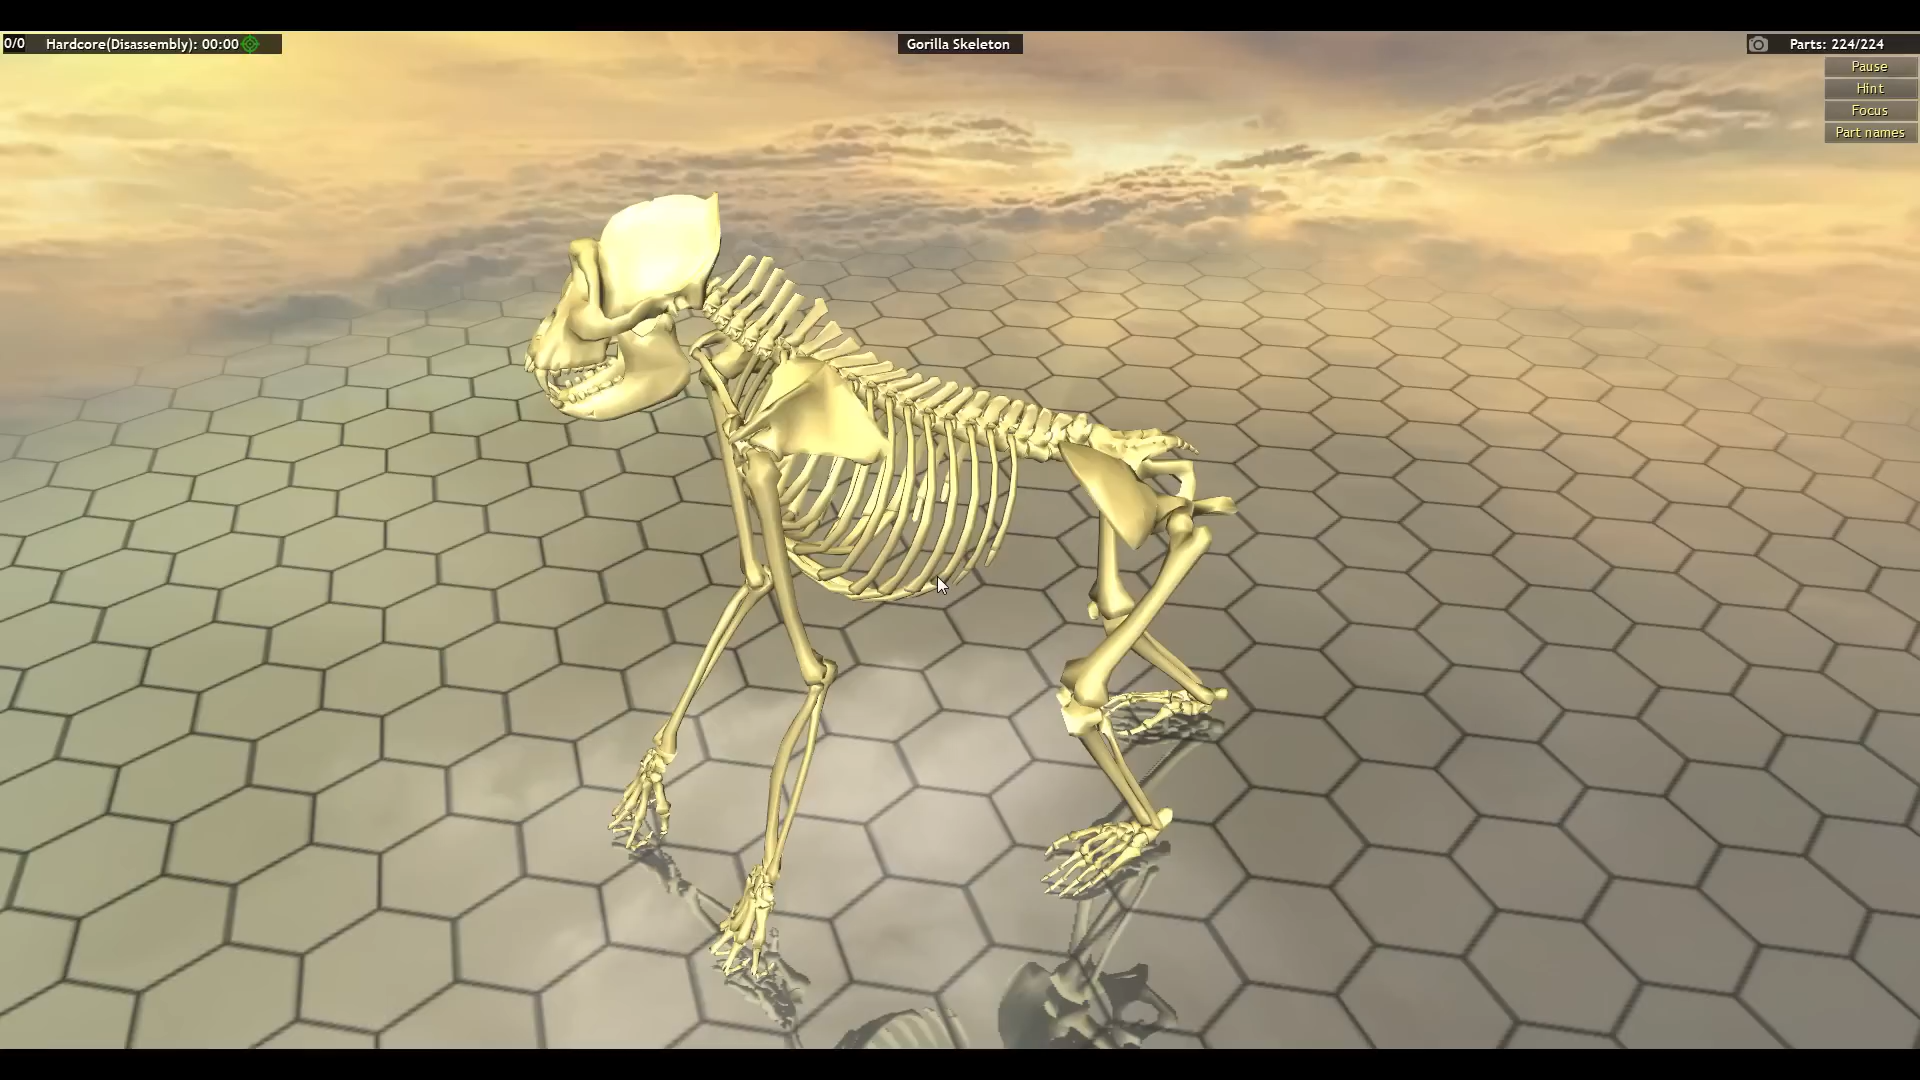 0/0 Hardcore(Disassembly): 00:00
Gorilla Skeleton
Parts: 224/224
Pause
Hint
Focus
Part names